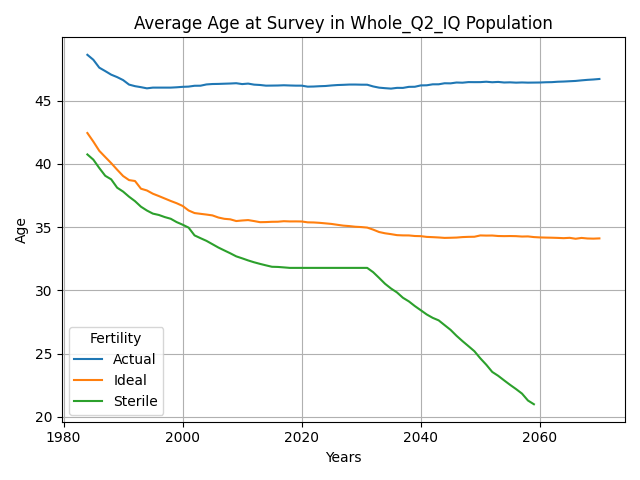 Average Age at Survey in Whole_Q2_IQ Population
Age
45
40
35
30
25
20
Fertility
Actual
Ideal
Sterile
1980 2000 2020 2040 2060
Years